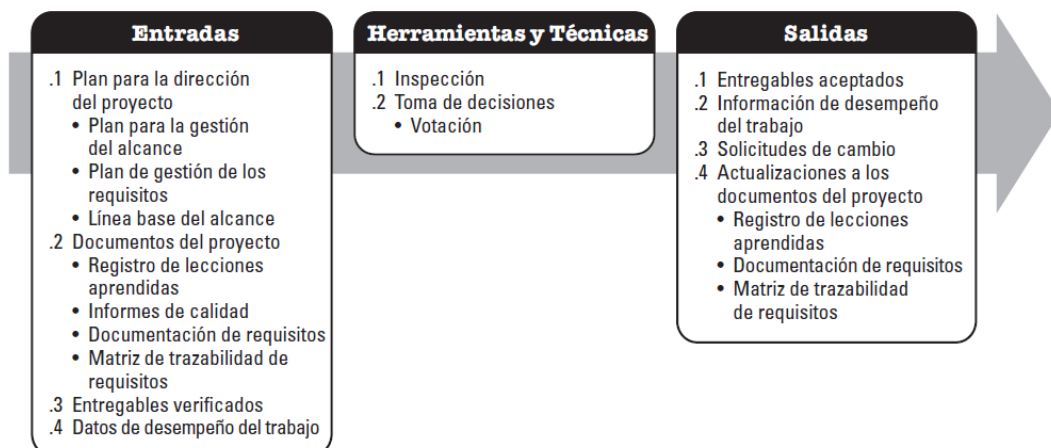 Entradas
.1 Plan para la dirección
del proyecto
• Plan para la gestión
del alcance
• Plan de gestión de los
requisitos
• Línea base del alcance
.2 Documentos del proyecto
• Registro de lecciones
aprendidas
• Informes de calidad
• Documentación de requisitos
• Matriz de trazabilidad de
requisitos
.3 Entregables verificados
.4 Datos de desempeño del trabajo
Herramientas y Técnicas
.1 Inspección
.2 Toma de decisiones
• Votación
Salidas
.1 Entregables aceptados
.2 Información de desempeño
del trabajo
.3 Solicitudes de cambio
.4 Actualizaciones a los
documentos del proyecto
• Registro de lecciones
aprendidas
• Documentación de requisitos
• Matriz de trazabilidad
de requisitos